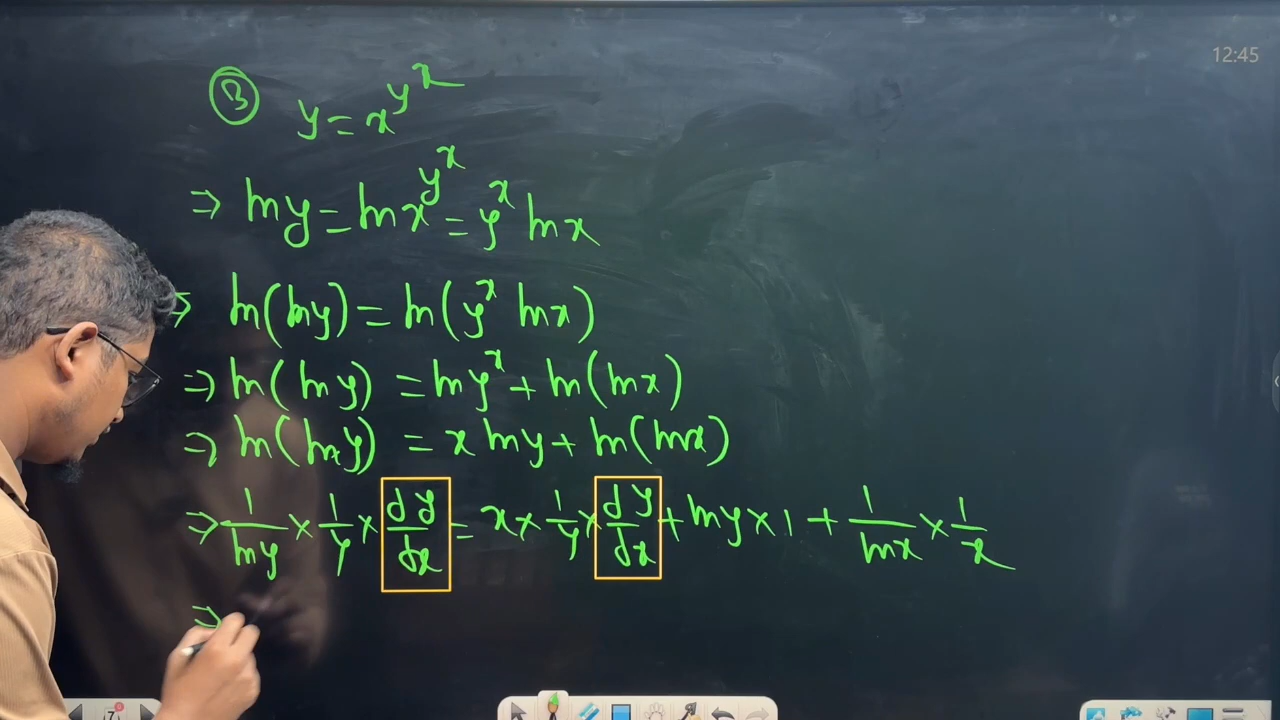 12:45
③ y = x^{y^x}
⇒ ln y = ln x^{y^x} = y^x ln x
⇒ ln(ln y) = ln(y^x ln x)
⇒ ln(ln y) = ln y^x + ln(ln x)
⇒ ln(ln y) = x ln y + ln(ln x)
⇒ 1/ln y × 1/y × dy/dx = x × 1/y × dy/dx + ln y × 1 + 1/ln x × 1/x
⇒
7